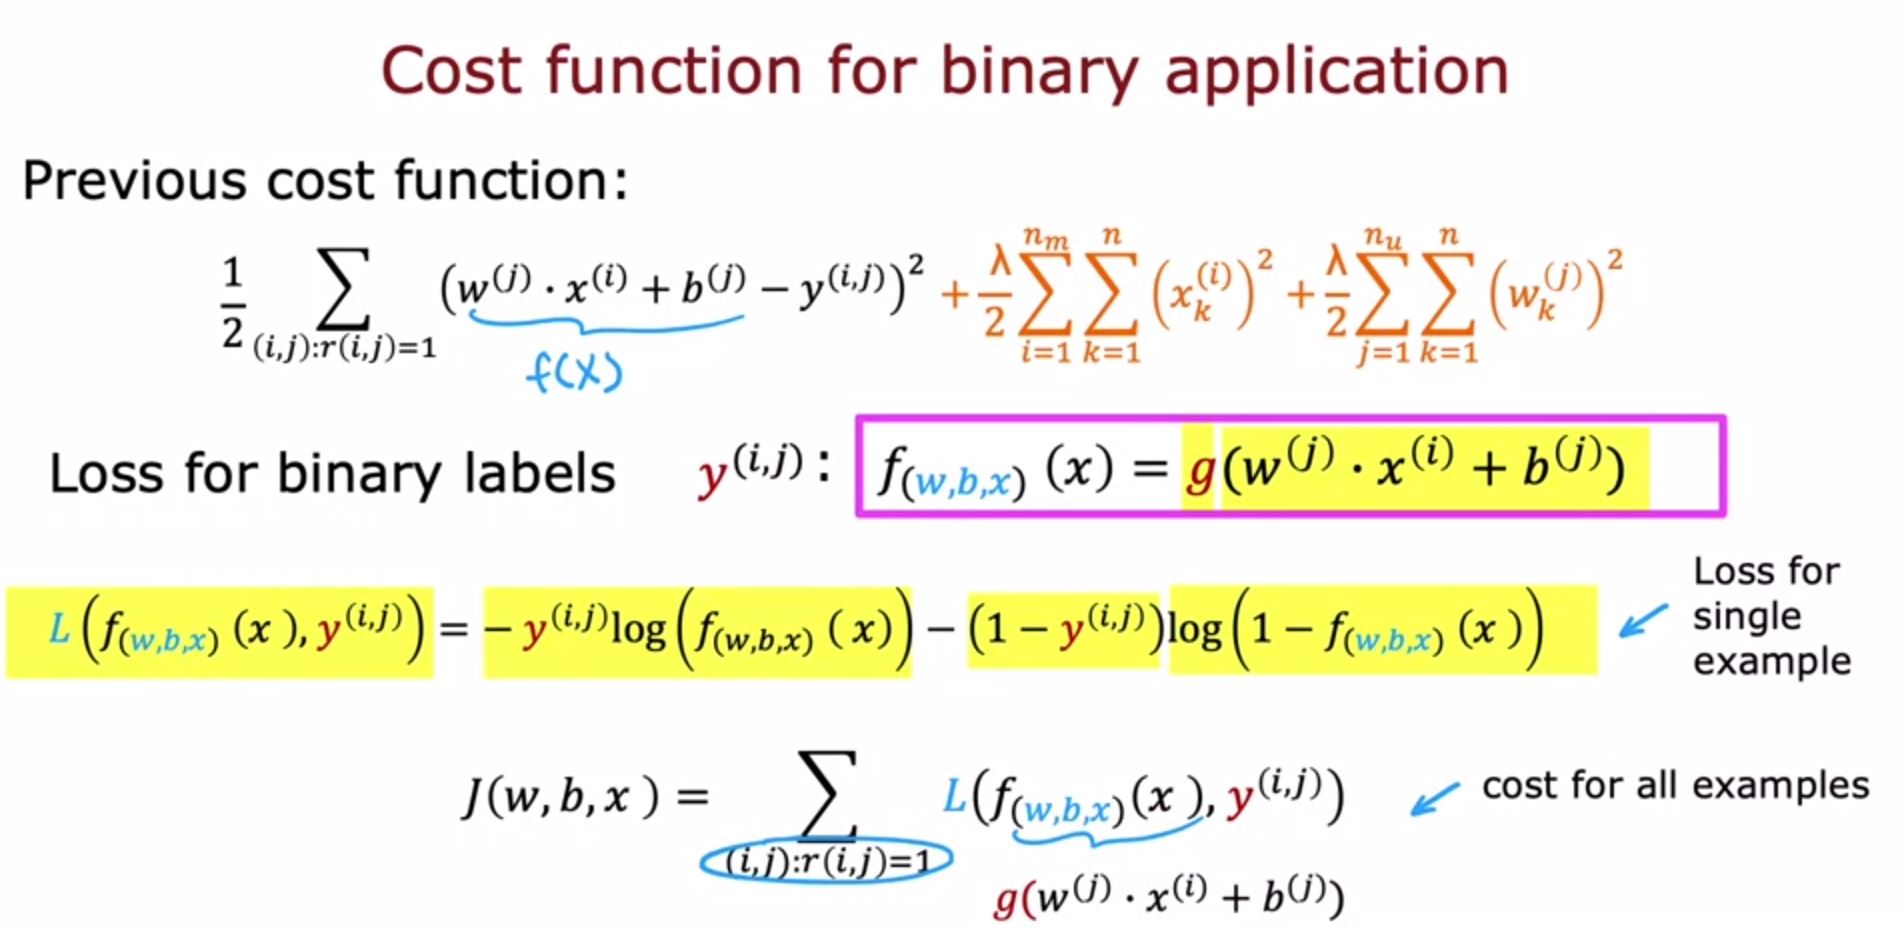 Cost function for binary application
Previous cost function:
$\frac{1}{2} \sum_{(i,j):r(i,j)=1} (w^{(j)} \cdot x^{(i)} + b^{(j)} - y^{(i,j)})^2 + \frac{\lambda}{2} \sum_{i=1}^{n_m} \sum_{k=1}^{n} (x_k^{(i)})^2 + \frac{\lambda}{2} \sum_{j=1}^{n_u} \sum_{k=1}^{n} (w_k^{(j)})^2$
f(x)
Loss for binary labels $y^{(i,j)}: f_{(w,b,x)}(x) = g(w^{(j)} \cdot x^{(i)} + b^{(j)})$
$L(f_{(w,b,x)}(x), y^{(i,j)}) = -y^{(i,j)} \log(f_{(w,b,x)}(x)) - (1 - y^{(i,j)}) \log(1 - f_{(w,b,x)}(x))$
Loss for
single
example
$J(w, b, x) = \sum_{(i,j):r(i,j)=1} L(f_{(w,b,x)}(x), y^{(i,j)})$
cost for all examples
$g(w^{(j)} \cdot x^{(i)} + b^{(j)})$